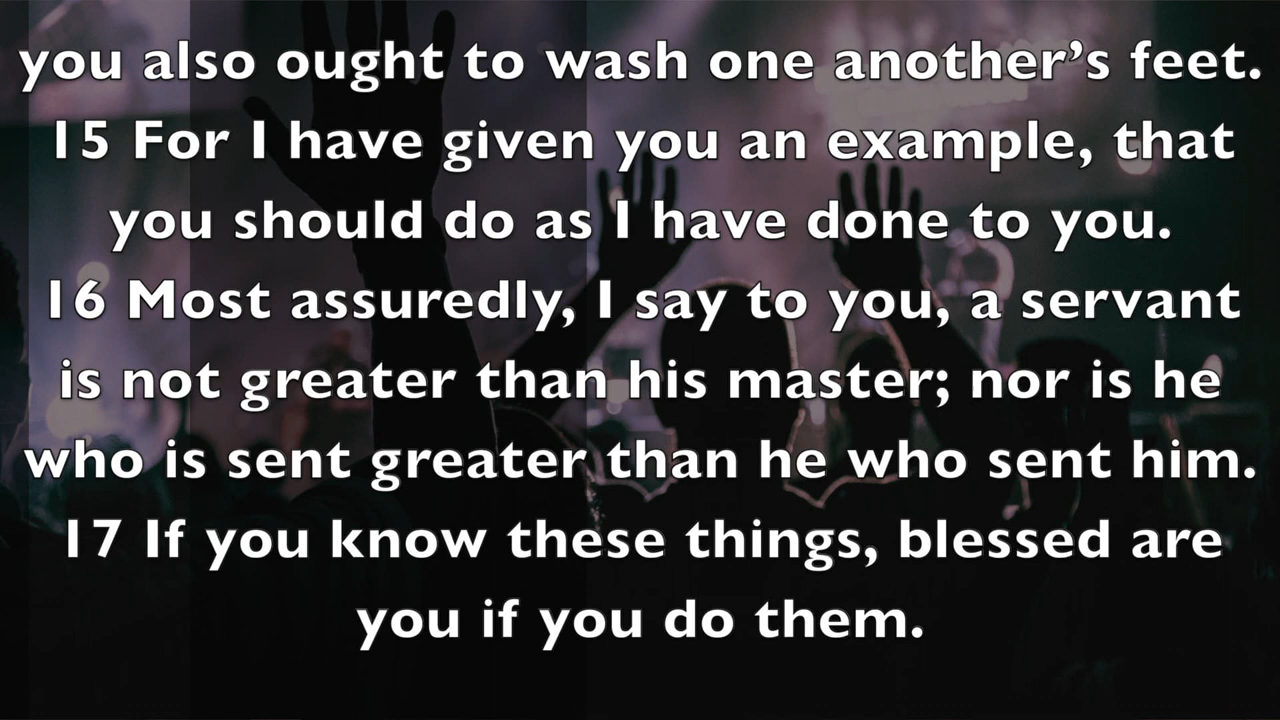 you also ought to wash one another’s feet.
15 For I have given you an example, that
you should do as I have done to you.
16 Most assuredly, I say to you, a servant
is not greater than his master; nor is he
who is sent greater than he who sent him.
17 If you know these things, blessed are
you if you do them.